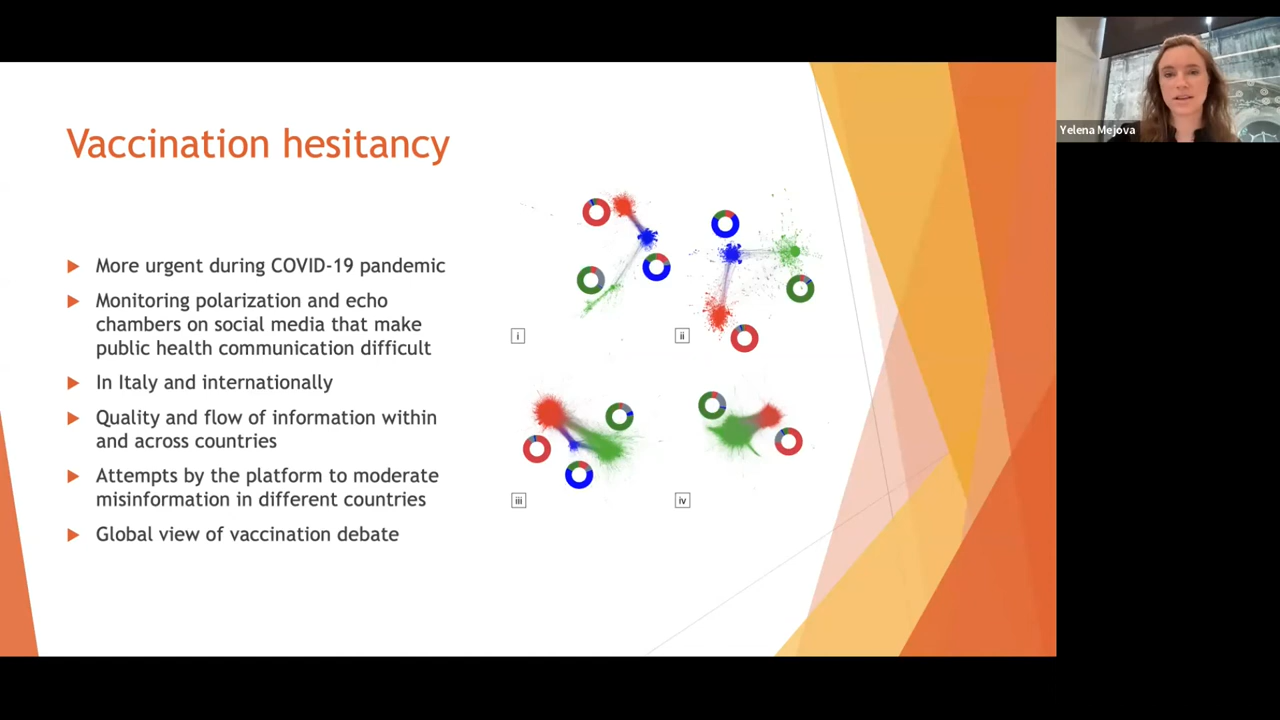 Yelena Mejova
Vaccination hesitancy
More urgent during COVID-19 pandemic
Monitoring polarization and echo
chambers on social media that make
public health communication difficult
In Italy and internationally
Quality and flow of information within
and across countries
Attempts by the platform to moderate
misinformation in different countries
Global view of vaccination debate
i
ii
iii
iv